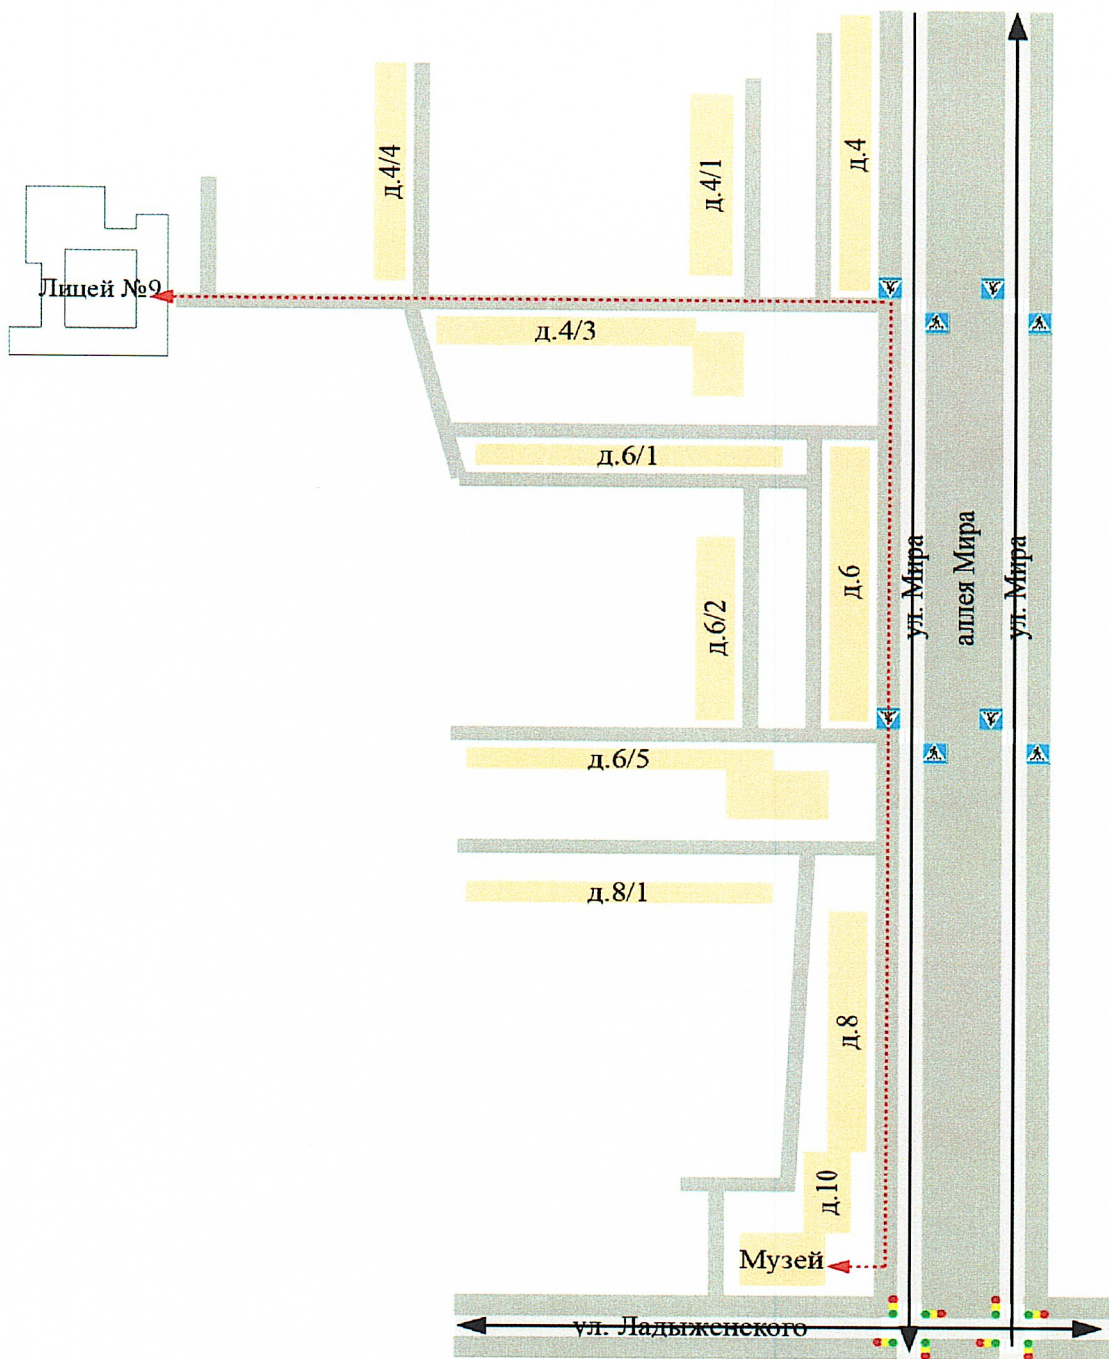 д.4/4
д.4/1
д.4
Лицей №9
д.4/3
д.6/1
д.6/2
д.6
ул. Мира
аллея Мира
ул. Мира
д.6/5
д.8/1
д.8
д.10
Музей
ул. Ладыженского